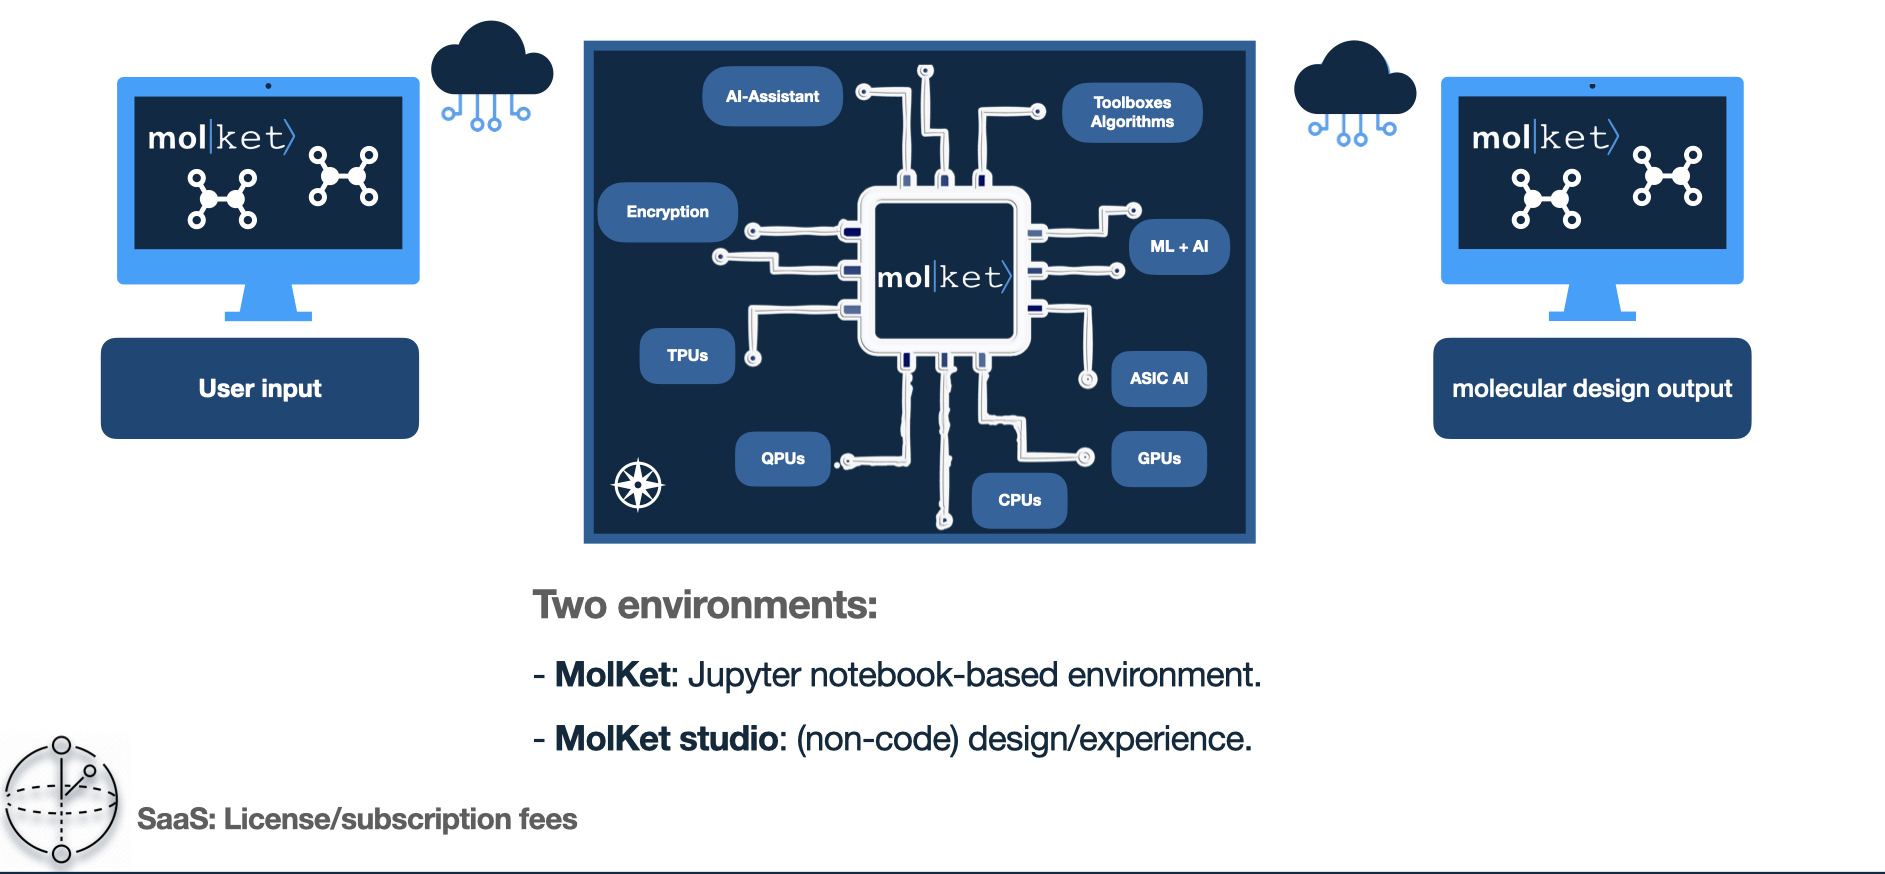 mol|ket⟩
User input
AI-Assistant
Toolboxes
Algorithms
Encryption
ML + AI
mol|ket⟩
TPUs
ASIC AI
QPUs
GPUs
CPUs
mol|ket⟩
molecular design output
Two environments:
- MolKet: Jupyter notebook-based environment.
- MolKet studio: (non-code) design/experience.
SaaS: License/subscription fees